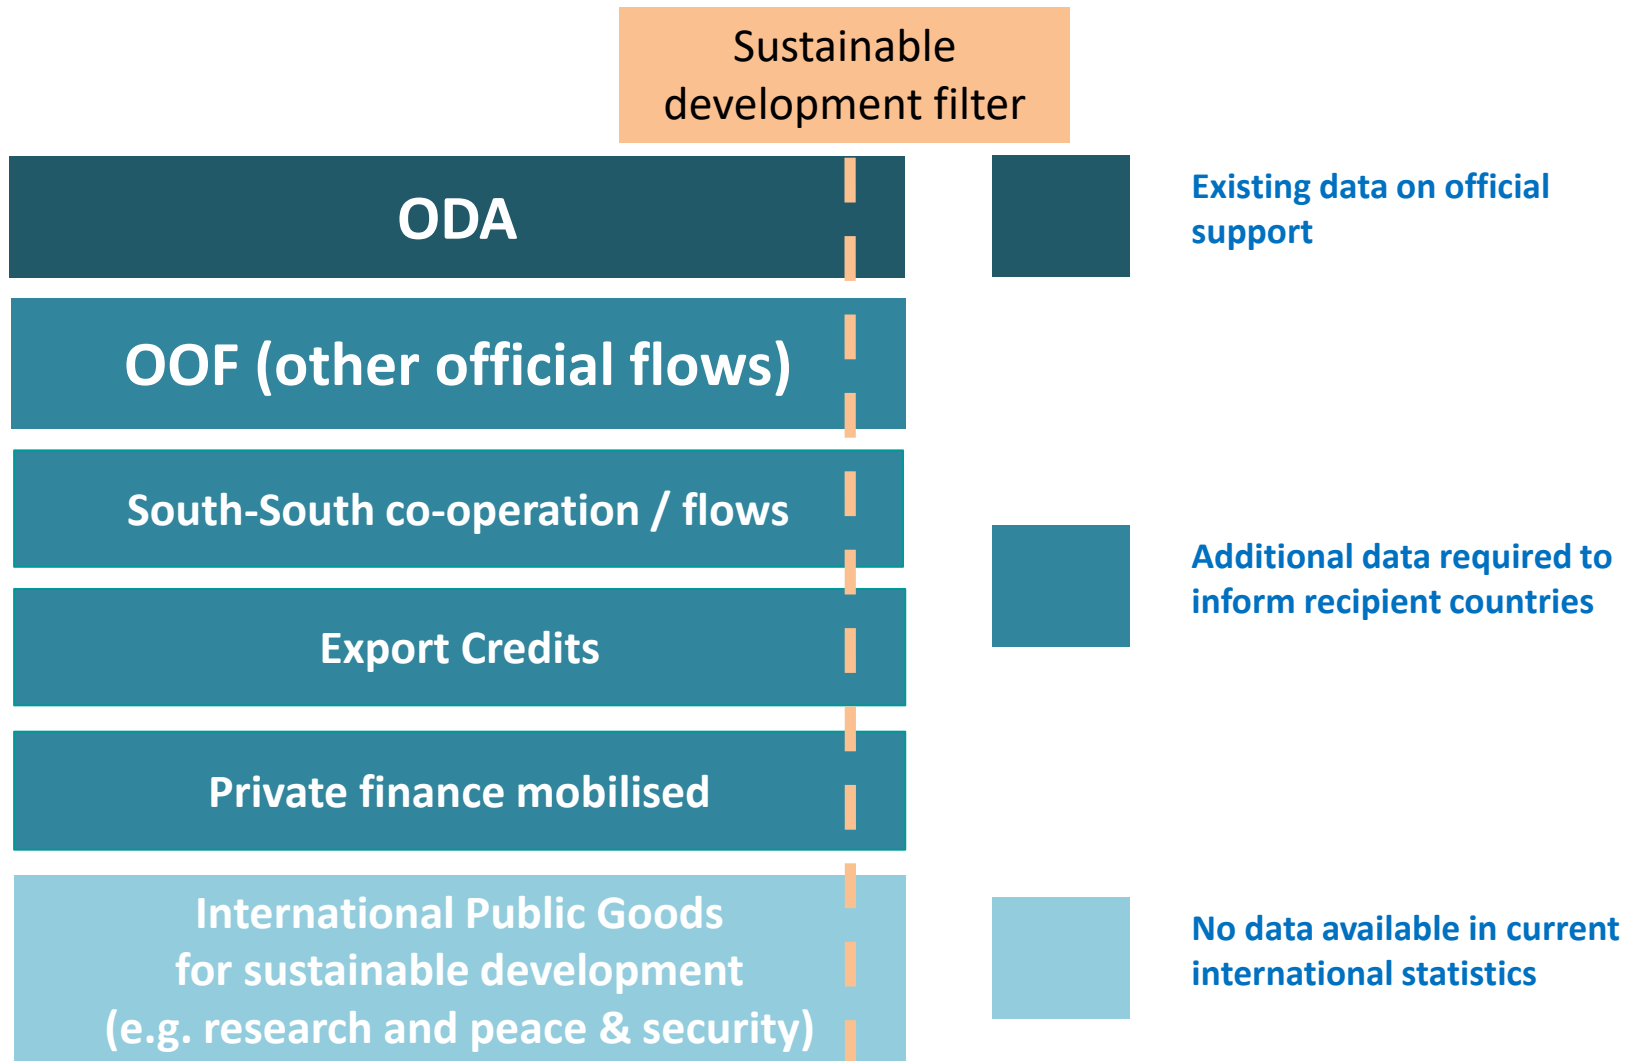 Sustainable
development filter
ODA
Existing data on official
support
OOF (other official flows)
South-South co-operation / flows
Additional data required to
inform recipient countries
Export Credits
Private finance mobilised
International Public Goods
for sustainable development
(e.g. research and peace & security)
No data available in current
international statistics